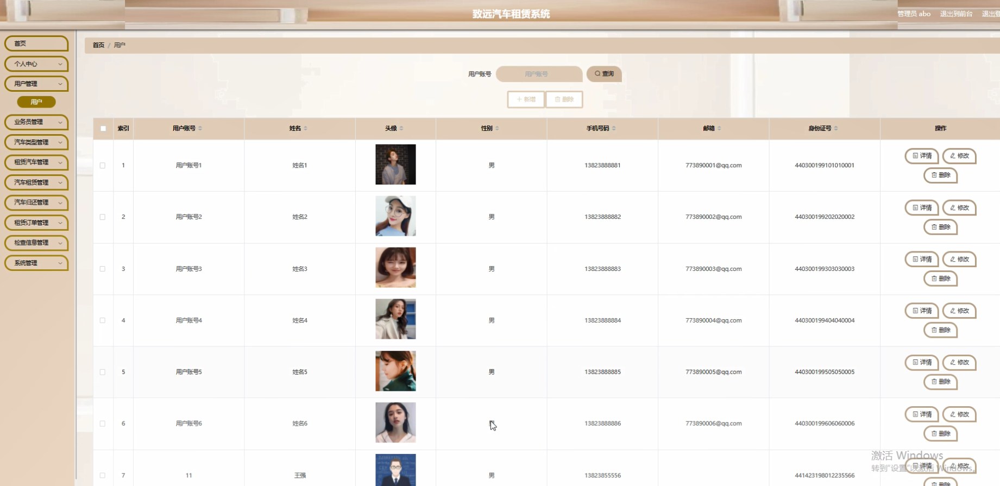 致远汽车租赁系统
管理员 abo 退出到前台 退出登
首页
个人中心
用户管理
用户
业务员管理
汽车类型管理
租赁汽车管理
汽车租赁管理
汽车归还管理
租赁订单管理
检查信息管理
系统管理
首页 / 用户
用户账号 用户账号 查询
新增 删除
索引 用户账号 姓名 头像 性别 手机号码 邮箱 身份证号 操作
1 用户账号1 姓名1 男 13823888881 773890001@qq.com 440300199101010001 详情 修改
删除
2 用户账号2 姓名2 男 13823888882 773890002@qq.com 440300199202020002 详情 修改
删除
3 用户账号3 姓名3 男 13823888883 773890003@qq.com 440300199303030003 详情 修改
删除
4 用户账号4 姓名4 男 13823888884 773890004@qq.com 440300199404040004 详情 修改
删除
5 用户账号5 姓名5 男 13823888885 773890005@qq.com 440300199505050005 详情 修改
删除
6 用户账号6 姓名6 男 13823888886 773890006@qq.com 440300199606060006 详情 修改
删除
7 11 王强 男 13823855556 441423198012235566 详情 修改
删除
激活 Windows
转到"设置"以激活 Windows。